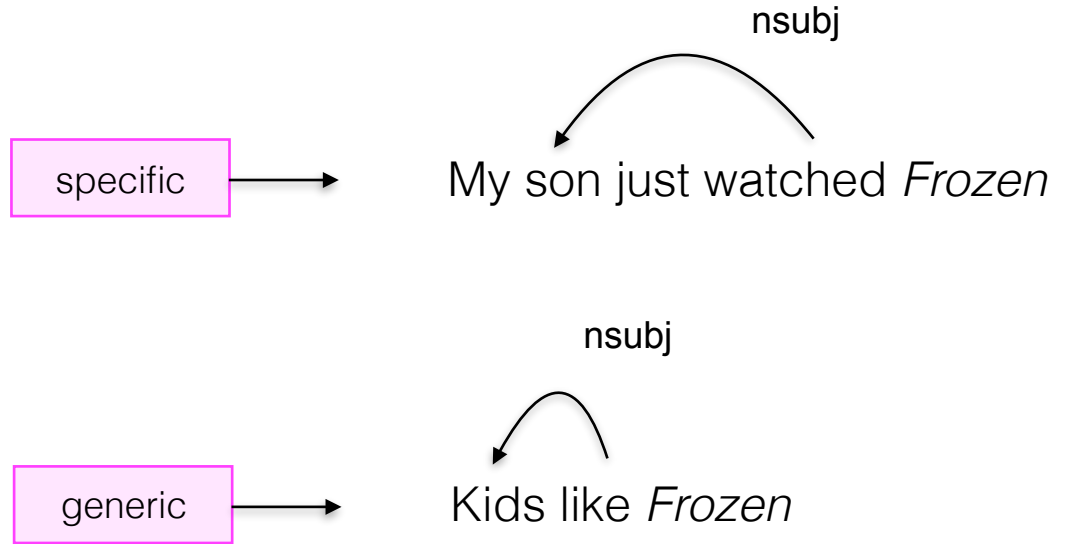 nsubj
specific
My son just watched Frozen
nsubj
generic
Kids like Frozen